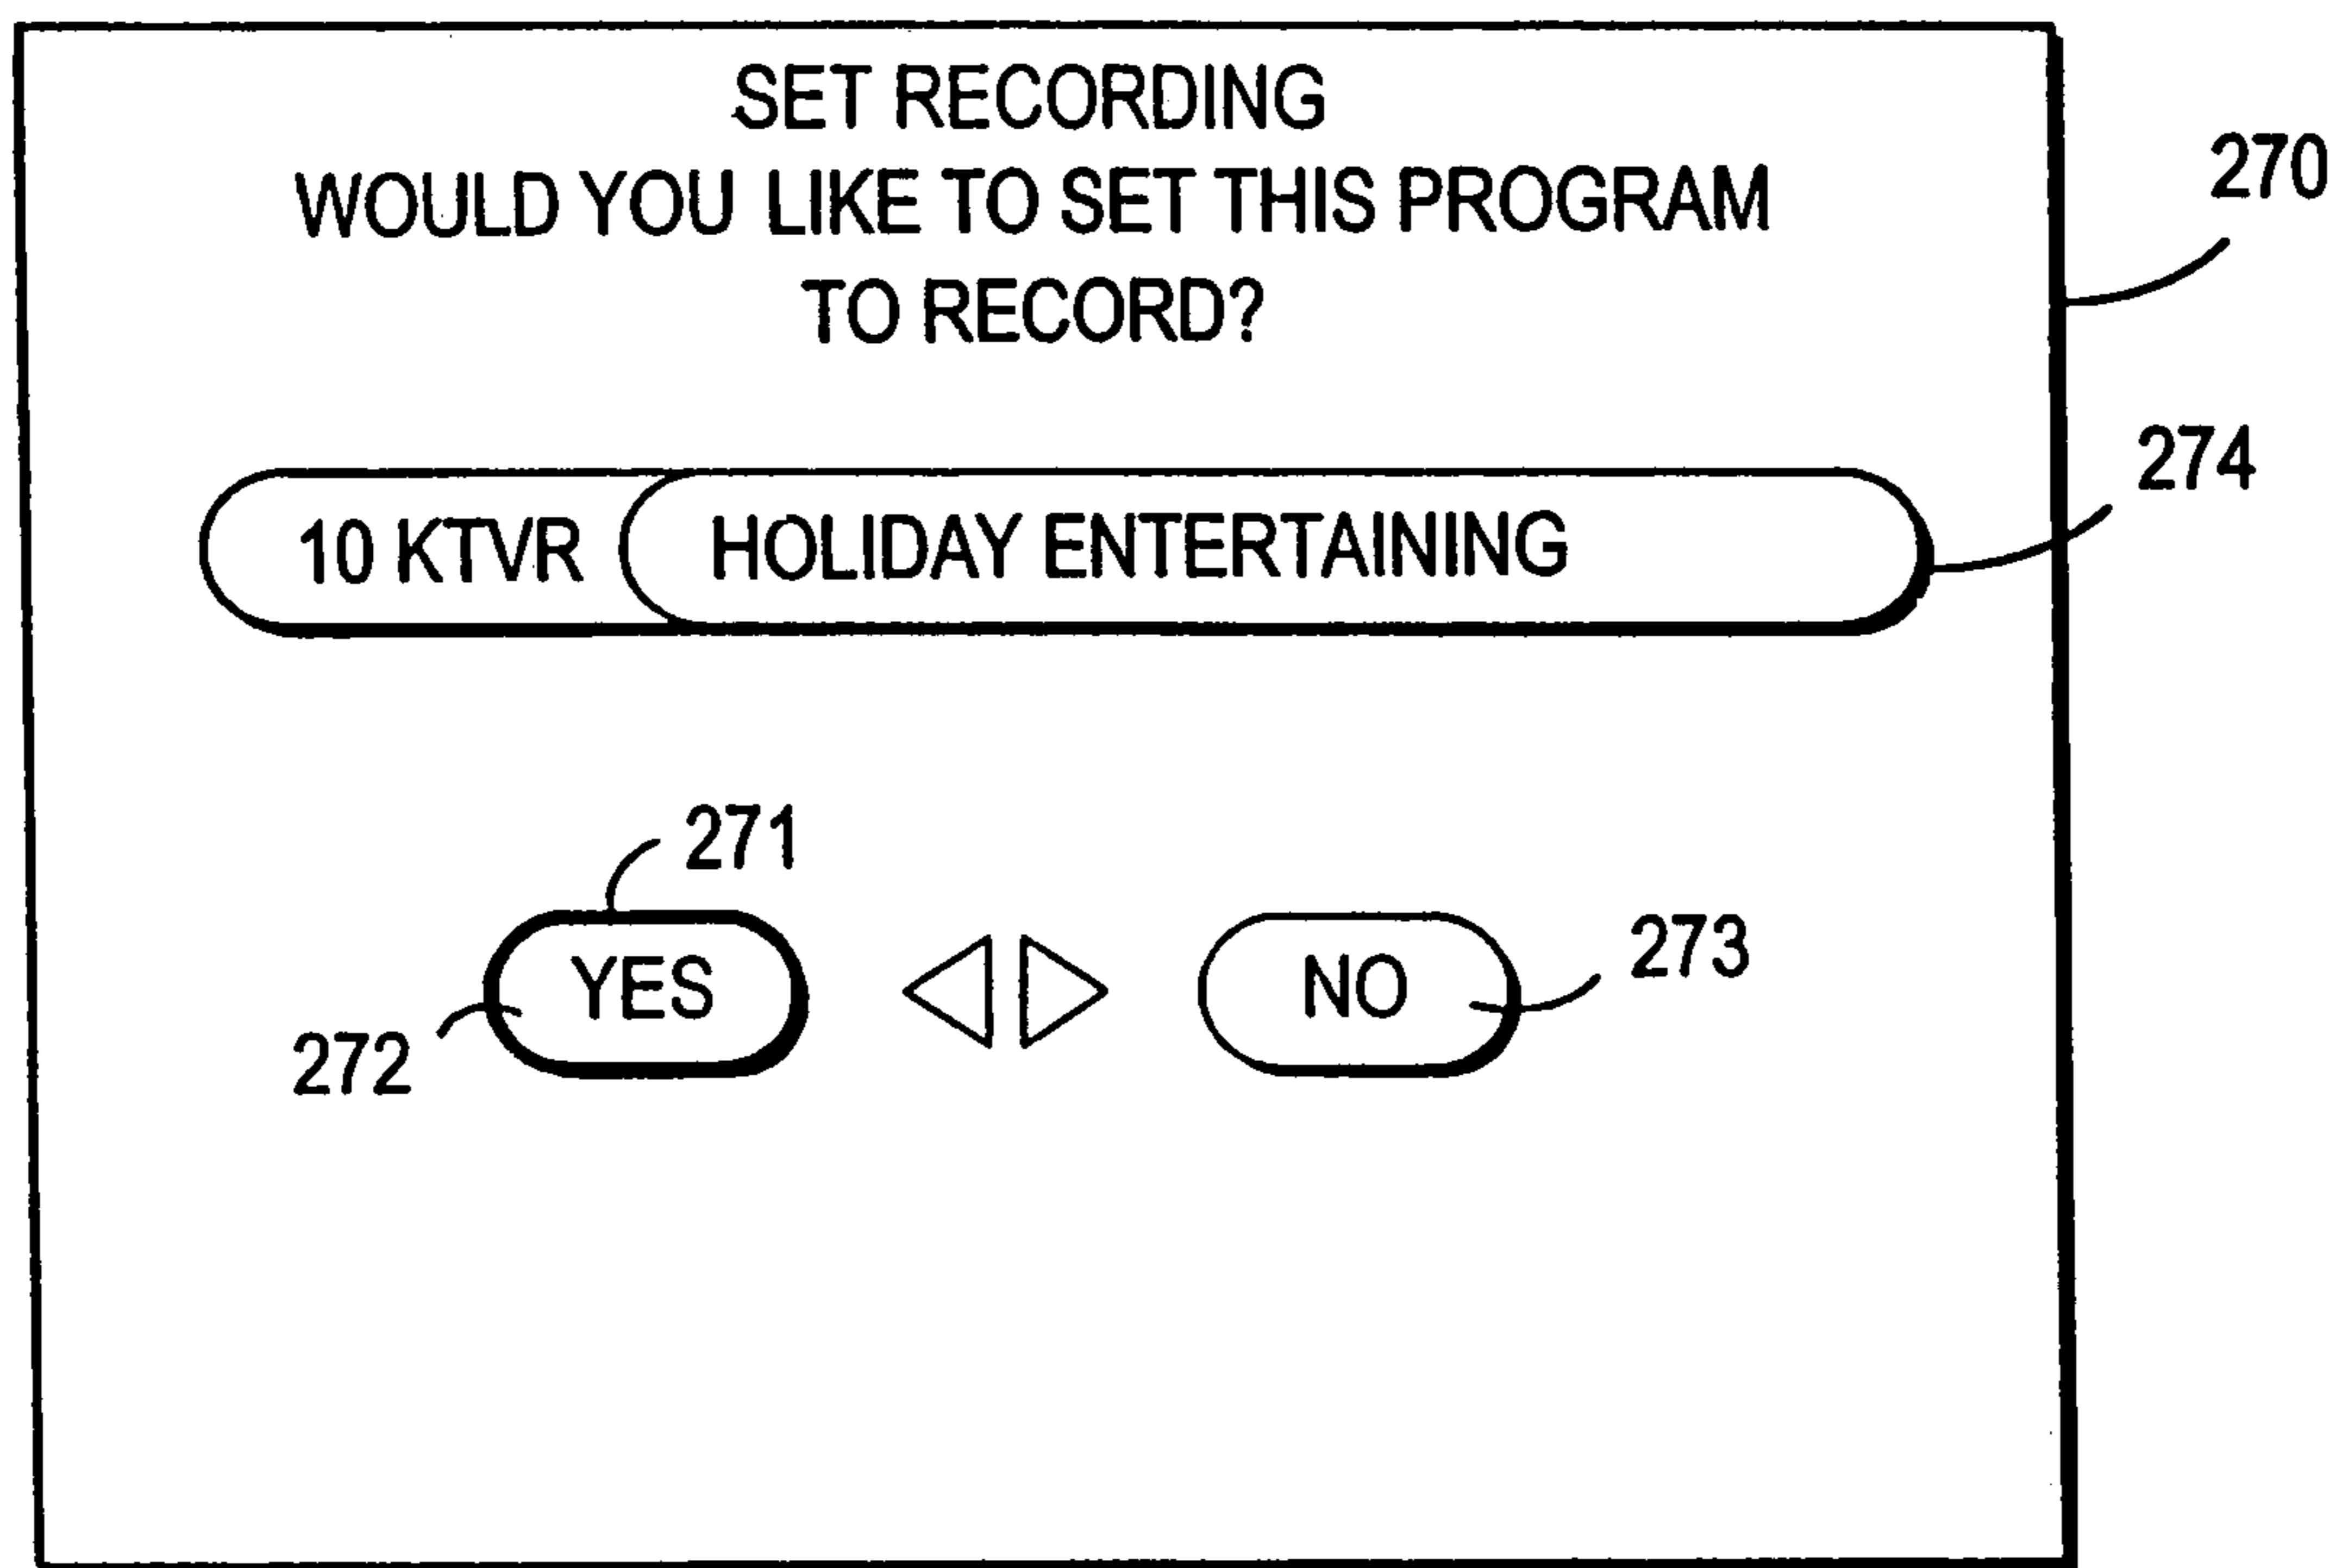 SET RECORDING
WOULD YOU LIKE TO SET THIS PROGRAM
TO RECORD?
270
274
10 KTVR HOLIDAY ENTERTAINING
271
YES
NO
273
272